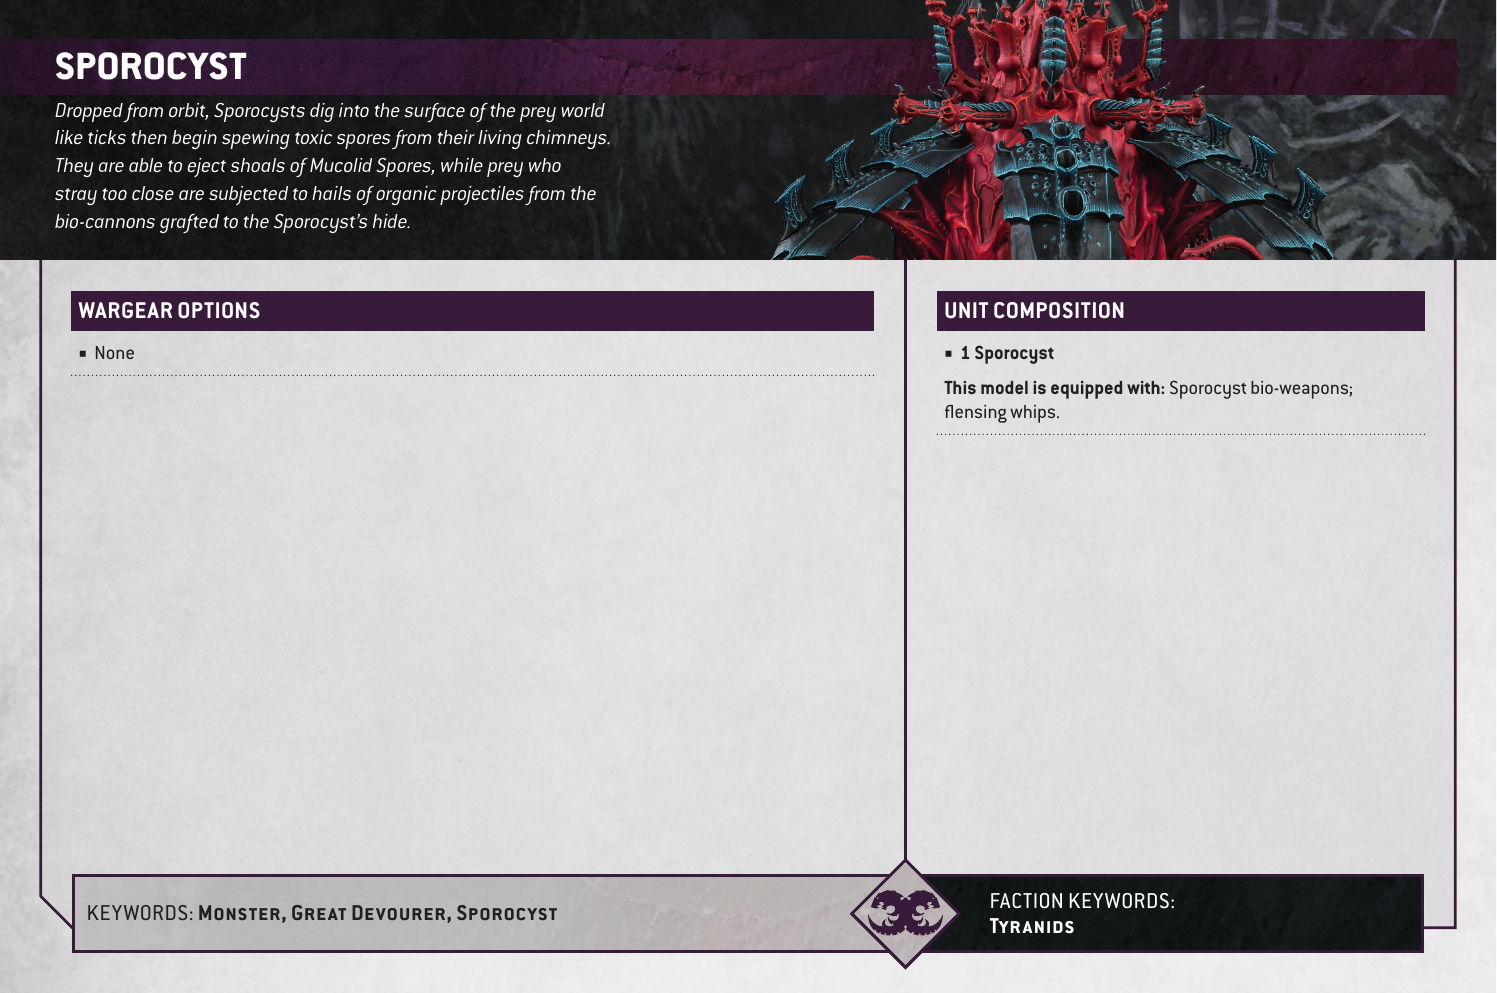 SPOROCYST
Dropped from orbit, Sporocysts dig into the surface of the prey world
like ticks then begin spewing toxic spores from their living chimneys.
They are able to eject shoals of Mucolid Spores, while prey who
stray too close are subjected to hails of organic projectiles from the
bio-cannons grafted to the Sporocyst's hide.
WARGEAR OPTIONS
▪ None
UNIT COMPOSITION
▪ 1 Sporocyst
This model is equipped with: Sporocyst bio-weapons;
flensing whips.
KEYWORDS: Monster, Great Devourer, Sporocyst
FACTION KEYWORDS:
Tyranids